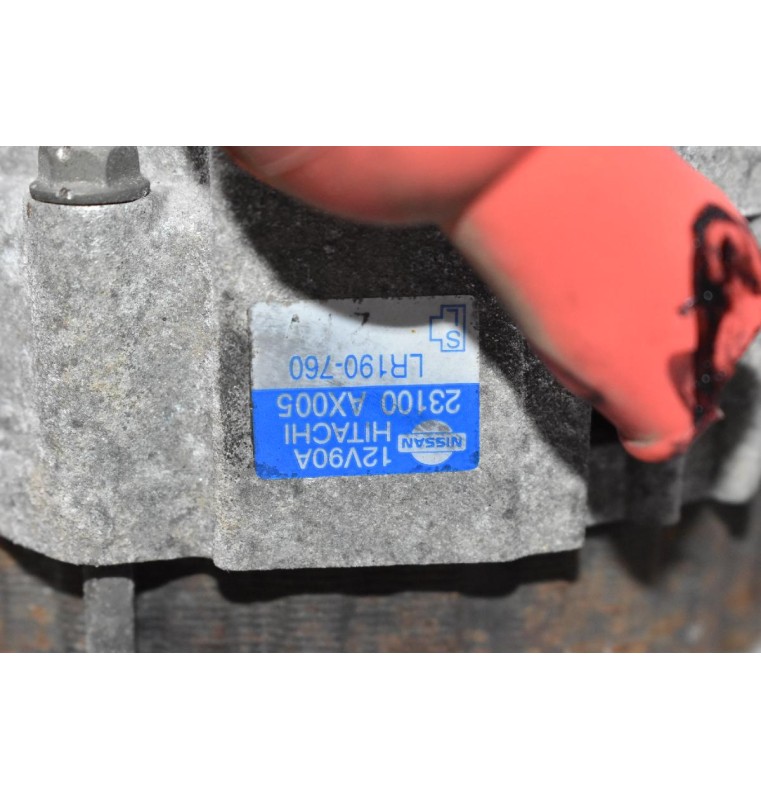 12V90A
HITACHI
NISSAN
23100 AX005
LR190-760
S